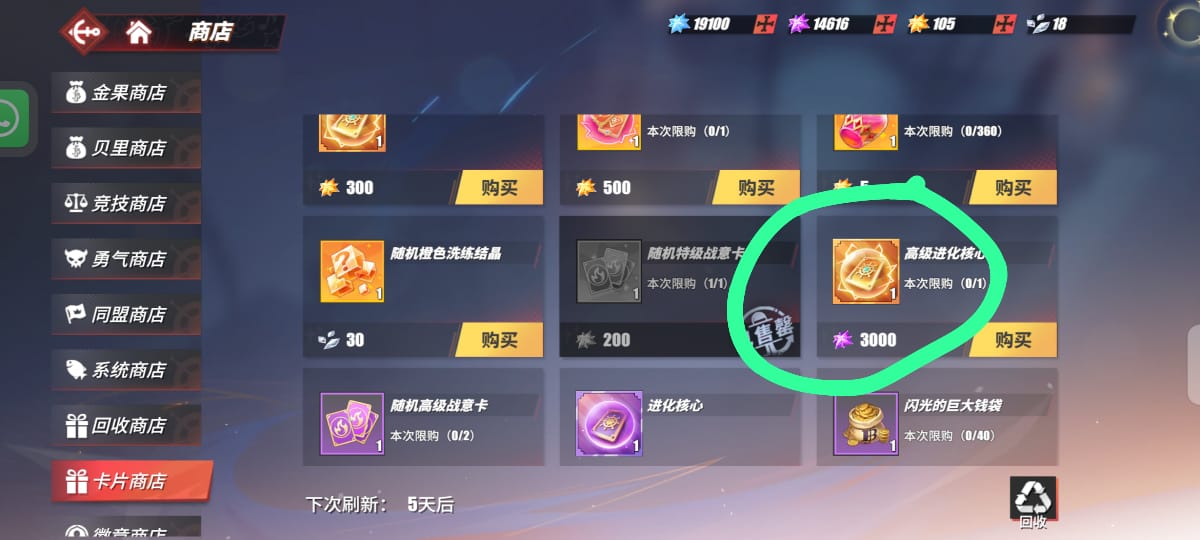 商店
19100
14616
105
18
金果商店
贝里商店
竞技商店
勇气商店
同盟商店
系统商店
回收商店
卡片商店
徽章商店
1
300
购买
本次限购（0/1）
1
500
购买
本次限购（0/360）
1
5
购买
随机橙色洗练结晶
1
30
购买
随机特级战意卡
本次限购（1/1）
1
200
售罄
高级进化核心
本次限购（0/1）
1
3000
购买
随机高级战意卡
本次限购（0/2）
1
进化核心
1
闪光的巨大钱袋
本次限购（0/40）
1
下次刷新： 5天后
回收